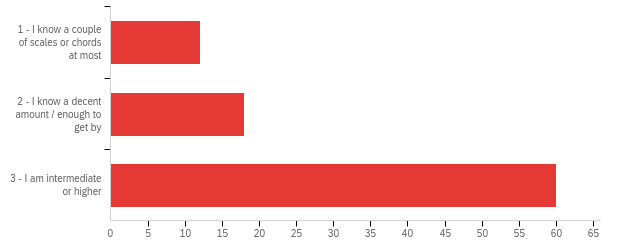 1 - I know a couple
of scales or chords
at most
2 - I know a decent
amount / enough to
get by
3 - I am intermediate
or higher
0 5 10 15 20 25 30 35 40 45 50 55 60 65